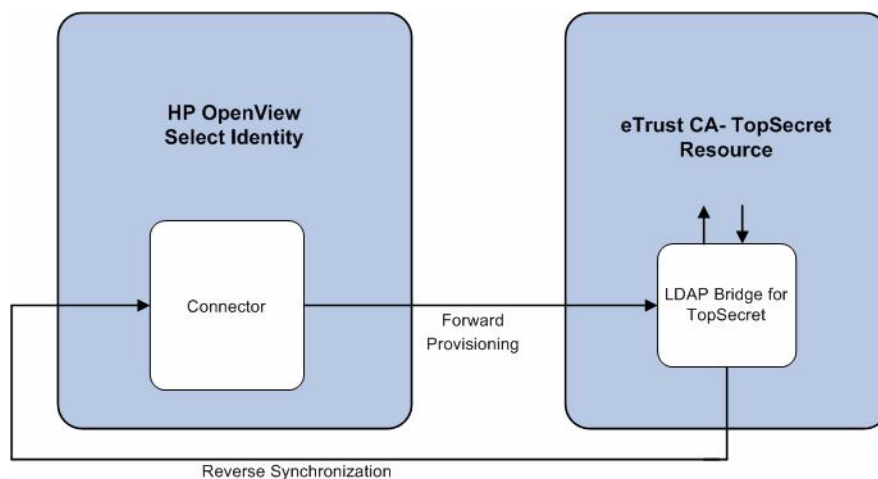 HP OpenView
Select Identity
eTrust CA- TopSecret
Resource
Connector
LDAP Bridge for
TopSecret
Forward
Provisioning
Reverse Synchronization